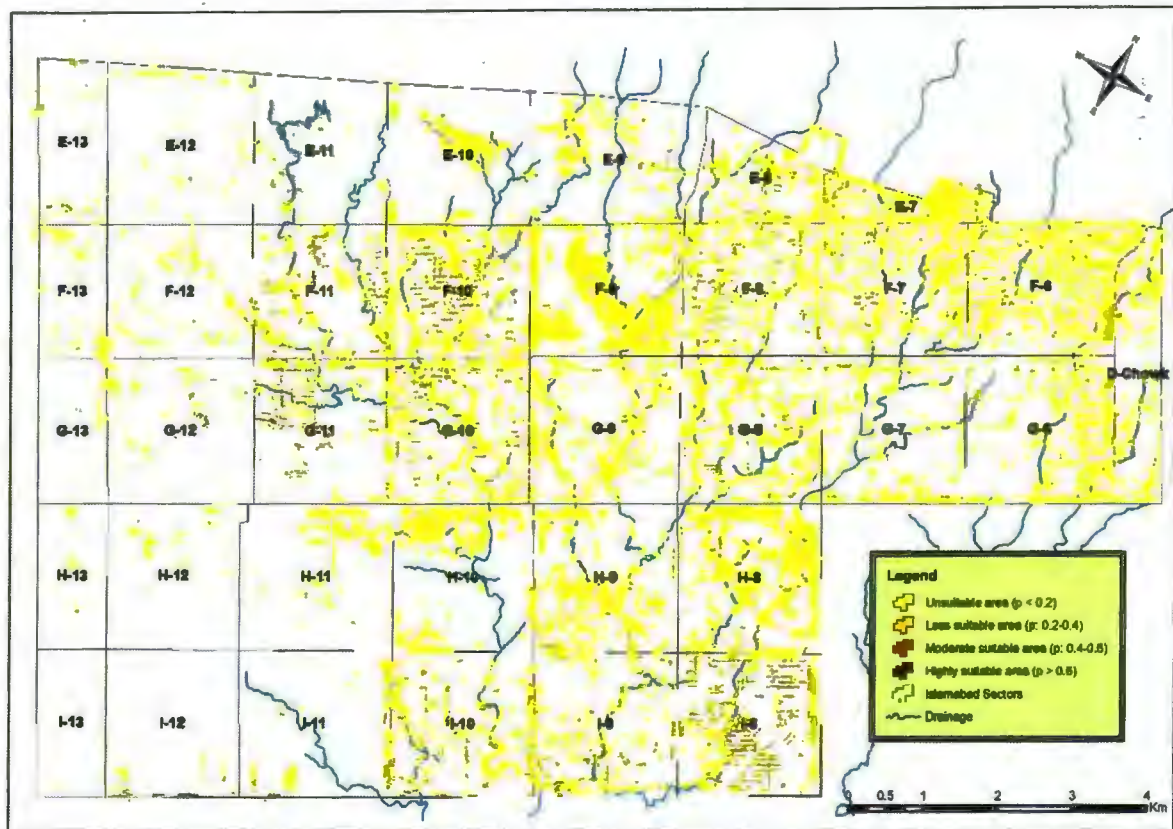 E-13 E-12 E-11 E-10 E-9 E-8 E-7
F-13 F-12 F-11 F-10 F-9 F-8 F-7 F-6
D-Chowk
G-13 G-12 G-11 G-10 G-9 G-8 G-7 G-6
H-13 H-12 H-11 H-10 H-9 H-8
I-13 I-12 I-11 I-10 I-9 I-8
Legend
Unsuitable area (p < 0.2)
Less suitable area (p: 0.2-0.4)
Moderate suitable area (p: 0.4-0.6)
Highly suitable area (p > 0.6)
Islamabad Sectors
Drainage
0 0.5 1 2 3 4
Km